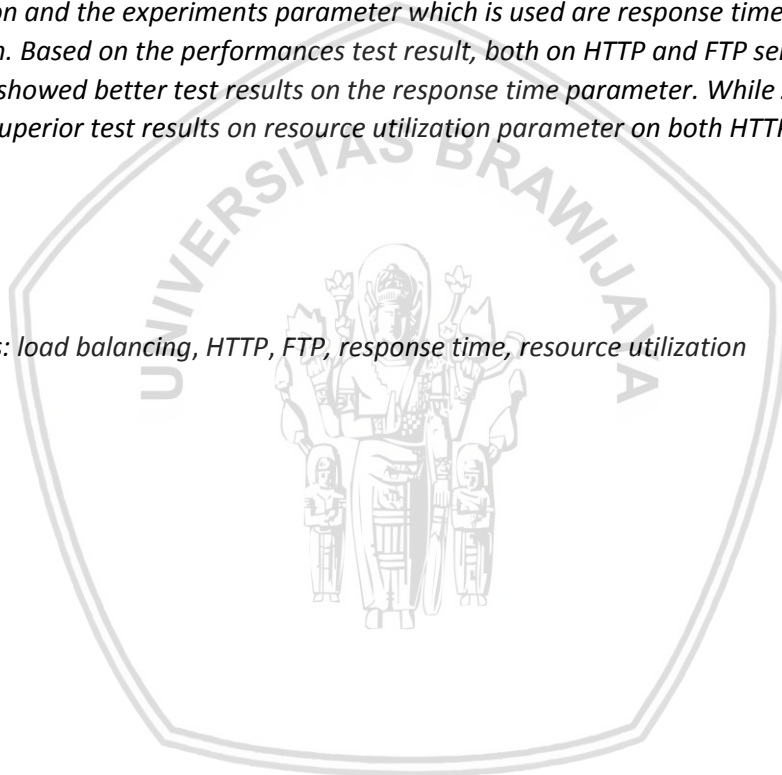 on and the experiments parameter which is used are response time
n. Based on the performances test result, both on HTTP and FTP se
showed better test results on the response time parameter. While
uperior test results on resource utilization parameter on both HTT
UNIVERSITAS BRAWIJAYA
s: load balancing, HTTP, FTP, response time, resource utilization